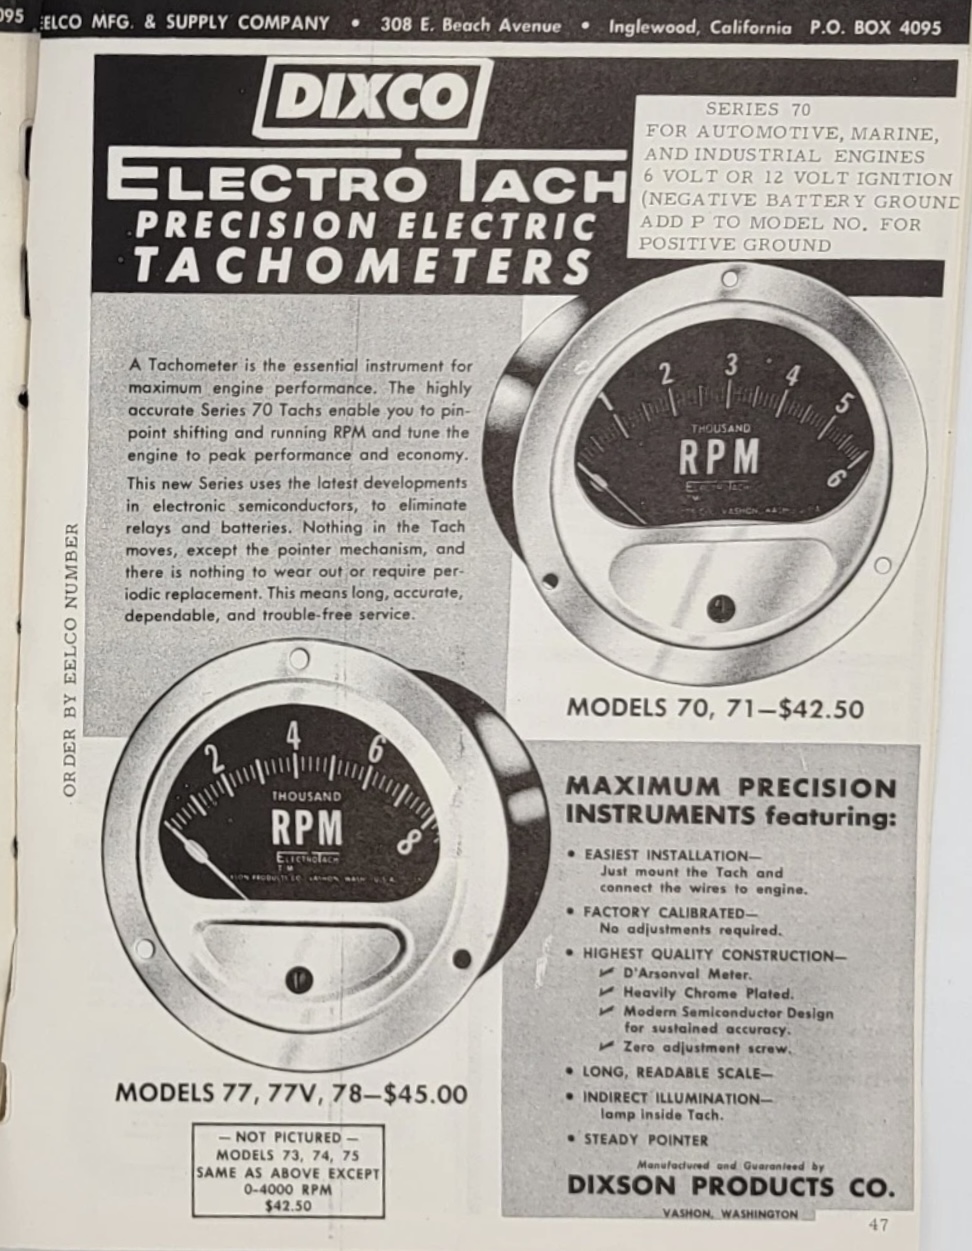 095
EELCO MFG. & SUPPLY COMPANY • 308 E. Beach Avenue • Inglewood, California P.O. BOX 4095
DIXCO
ELECTRO TACH
PRECISION ELECTRIC
TACHOMETERS
SERIES 70
FOR AUTOMOTIVE, MARINE,
AND INDUSTRIAL ENGINES
6 VOLT OR 12 VOLT IGNITION
(NEGATIVE BATTERY GROUND
ADD P TO MODEL NO. FOR
POSITIVE GROUND
A Tachometer is the essential instrument for
maximum engine performance. The highly
accurate Series 70 Tachs enable you to pin-
point shifting and running RPM and tune the
engine to peak performance and economy.
This new Series uses the latest developments
in electronic semiconductors, to eliminate
relays and batteries. Nothing in the Tach
moves, except the pointer mechanism, and
there is nothing to wear out or require per-
iodic replacement. This means long, accurate,
dependable, and trouble-free service.
ORDER BY EELCO NUMBER
1 2 3 4 5 6
THOUSAND
RPM
ELECTROTACH
VASHON, WASH. U.S.A.
MODELS 70, 71—$42.50
2 4 6 8
THOUSAND
RPM
ELECTROTACH
T.M.
PRODUCTS CO. VASHON, WASH. U.S.A.
MODELS 77, 77V, 78—$45.00
— NOT PICTURED —
MODELS 73, 74, 75
SAME AS ABOVE EXCEPT
0-4000 RPM
$42.50
MAXIMUM PRECISION
INSTRUMENTS featuring:
• EASIEST INSTALLATION—
Just mount the Tach and
connect the wires to engine.
• FACTORY CALIBRATED—
No adjustments required.
• HIGHEST QUALITY CONSTRUCTION—
✓ D'Arsonval Meter.
✓ Heavily Chrome Plated.
✓ Modern Semiconductor Design
for sustained accuracy.
✓ Zero adjustment screw.
• LONG, READABLE SCALE—
• INDIRECT ILLUMINATION—
lamp inside Tach.
• STEADY POINTER
Manufactured and Guaranteed by
DIXSON PRODUCTS CO.
VASHON, WASHINGTON
47